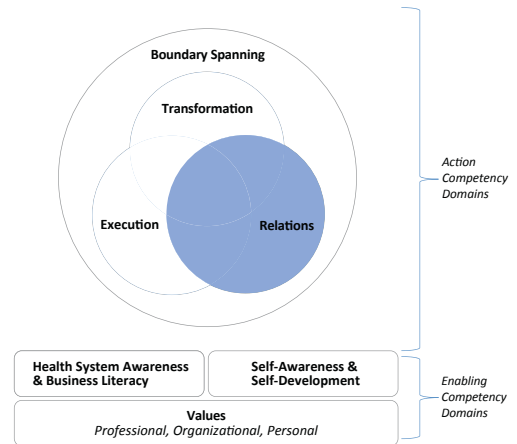 Boundary Spanning
Transformation
Action
Competency
Domains
Execution
Relations
Health System Awareness
& Business Literacy
Self-Awareness &
Self-Development
Enabling
Competency
Domains
Values
Professional, Organizational, Personal